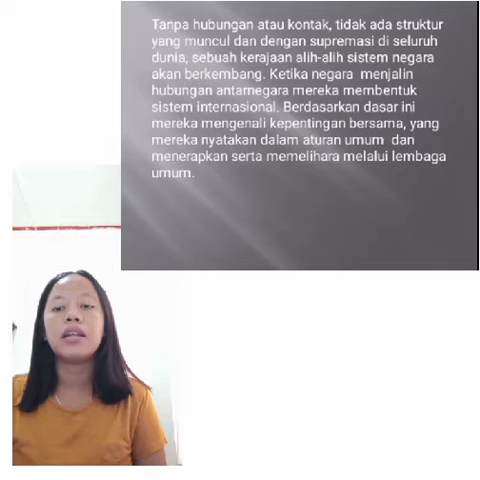 Tanpa hubungan atau kontak, tidak ada struktur
yang muncul dan dengan supremasi di seluruh
dunia, sebuah kerajaan alih-alih sistem negara
akan berkembang. Ketika negara menjalin
hubungan antarnegara mereka membentuk
sistem internasional. Berdasarkan dasar ini
mereka mengenali kepentingan bersama, yang
mereka nyatakan dalam aturan umum dan
menerapkan serta memelihara melalui lembaga
umum.